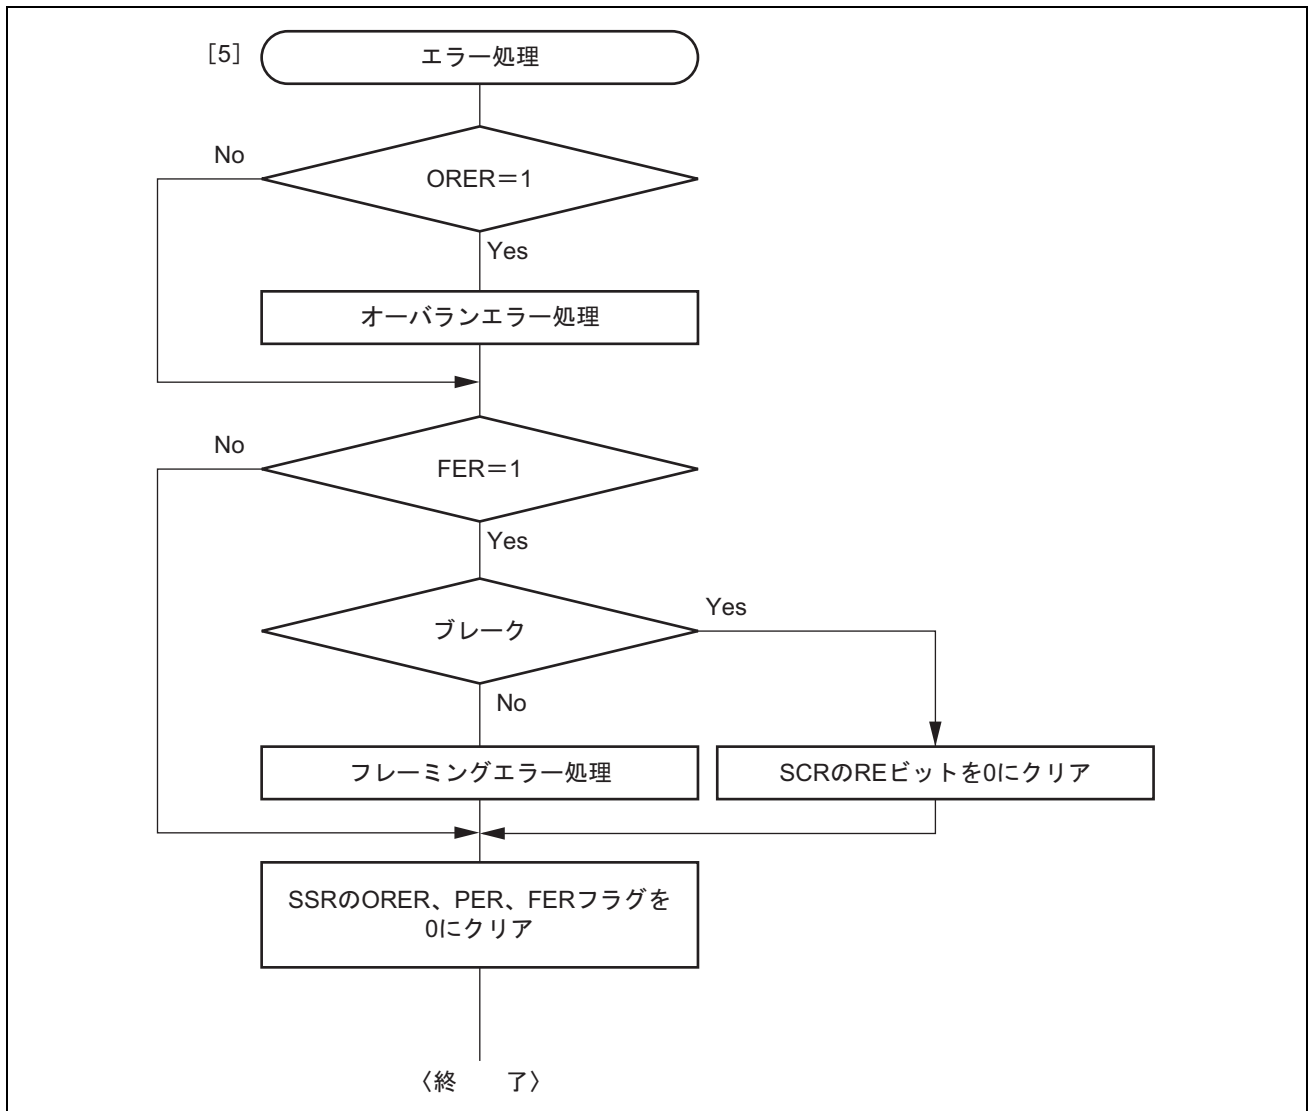 [5]
エラー処理
No
ORER=1
Yes
オーバランエラー処理
No
FER=1
Yes
ブレーク
Yes
No
フレーミングエラー処理
SCRのREビットを0にクリア
SSRのORER、PER、FERフラグを
0にクリア
〈終　　了〉